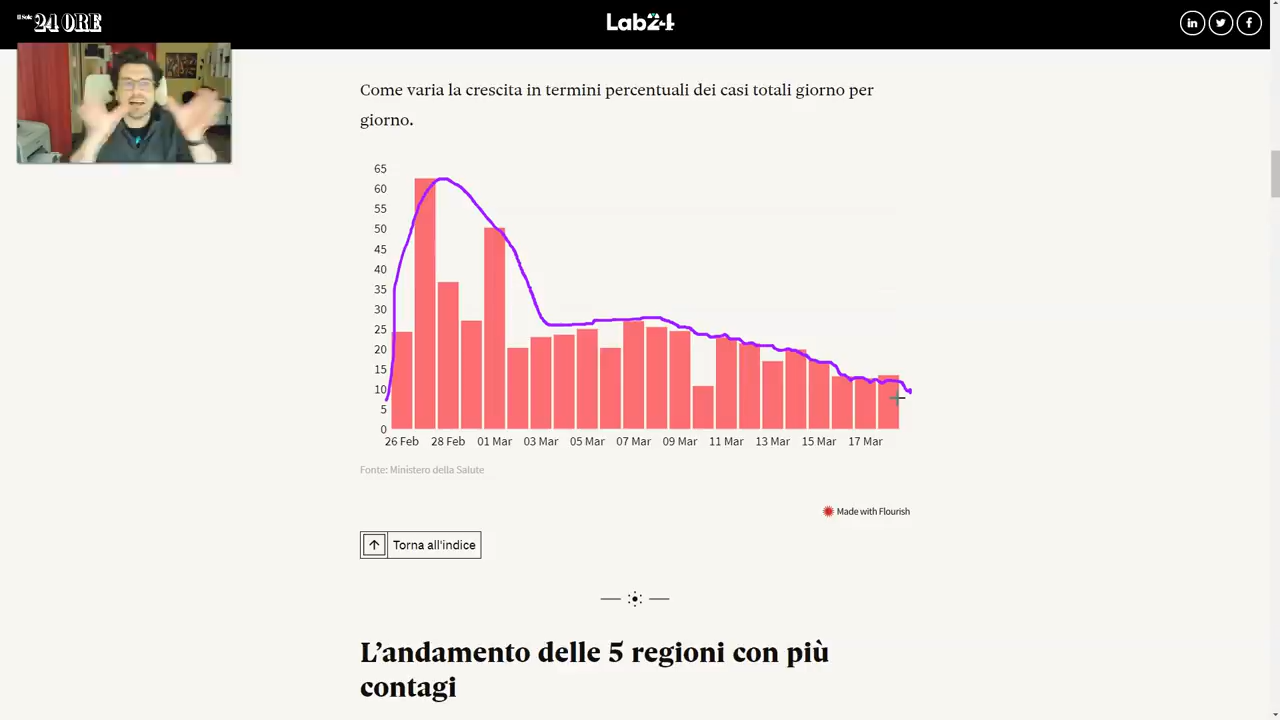 Il Sole
24 ORE
Lab24
Come varia la crescita in termini percentuali dei casi totali giorno per
giorno.
65
60
55
50
45
40
35
30
25
20
15
10
5
0
26 Feb 28 Feb 01 Mar 03 Mar 05 Mar 07 Mar 09 Mar 11 Mar 13 Mar 15 Mar 17 Mar
Fonte: Ministero della Salute
Made with Flourish
Torna all'indice
L’andamento delle 5 regioni con più
contagi